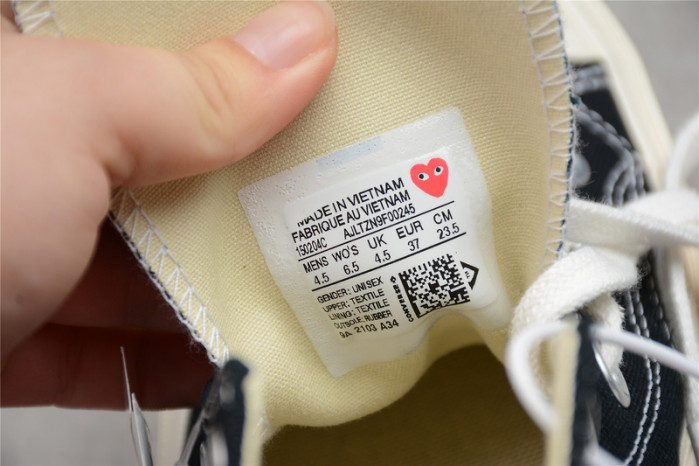 MADE IN VIETNAM
FABRIQUE AU VIETNAM
150204C AJLTZN9F00245
MENS WO'S UK EUR CM
4.5 6.5 4.5 37 23.5
GENDER: UNISEX
UPPER: TEXTILE
LINING: TEXTILE
OUTSOLE: RUBBER
SA. 2103 A34
CONVERSE